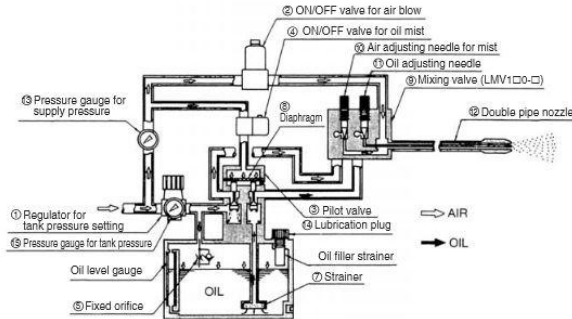 ② ON/OFF valve for air blow
④ ON/OFF valve for oil mist
⑩ Air adjusting needle for mist
⑪ Oil adjusting needle
⑨ Mixing valve (LMV1□0-□)
⑬ Pressure gauge for
supply pressure
⑧
Diaphragm
⑫ Double pipe nozzle
① Regulator for
tank pressure setting
⑮ Pressure gauge for tank pressure
③ Pilot valve
⑭ Lubrication plug
AIR
OIL
Oil level gauge
OIL
Oil filler strainer
⑦ Strainer
⑤ Fixed orifice